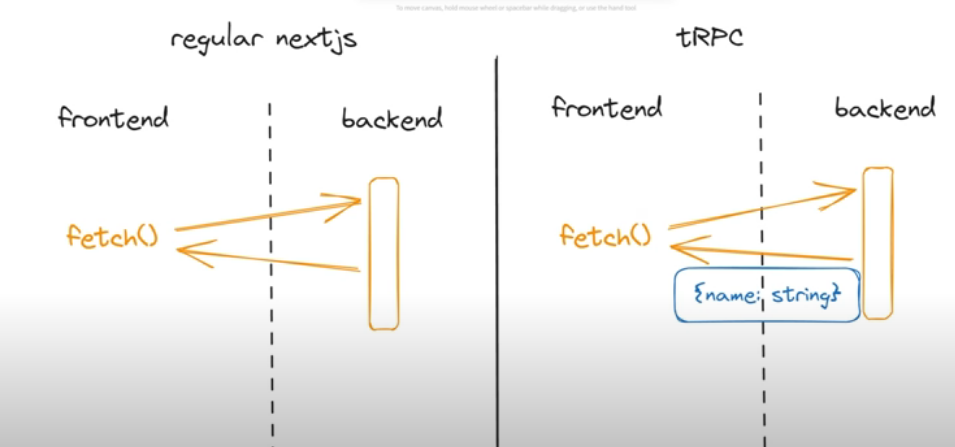 To move canvas, hold mouse wheel or spacebar while dragging, or use the hand tool
regular nextjs
tRPC
frontend
backend
frontend
backend
fetch()
fetch()
{name: string}